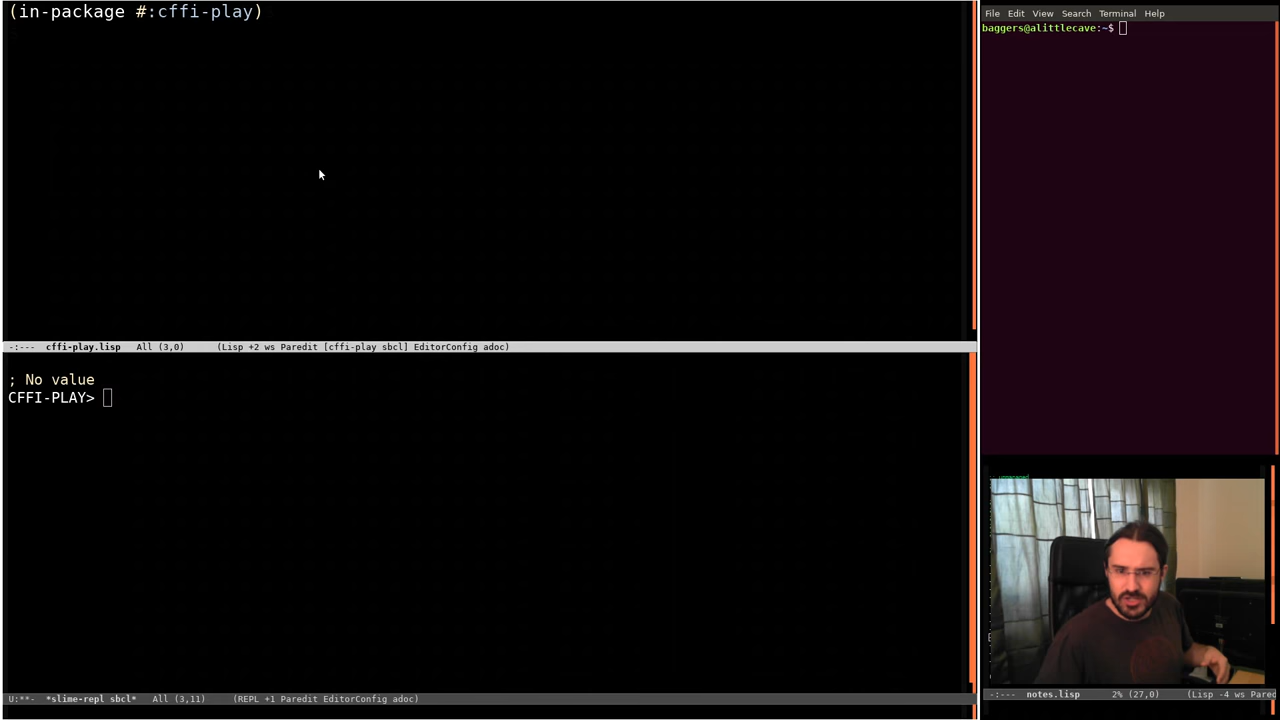 (in-package #:cffi-play)
-:---  cffi-play.lisp   All (3,0)      (Lisp +2 ws Paredit [cffi-play sbcl] EditorConfig adoc)
; No value
CFFI-PLAY>
U:**-  *slime-repl sbcl*   All (3,11)     (REPL +1 Paredit EditorConfig adoc)
File Edit View Search Terminal Help
baggers@alittlecave:~$
-:---  notes.lisp      2% (27,0)     (Lisp -4 ws Pared